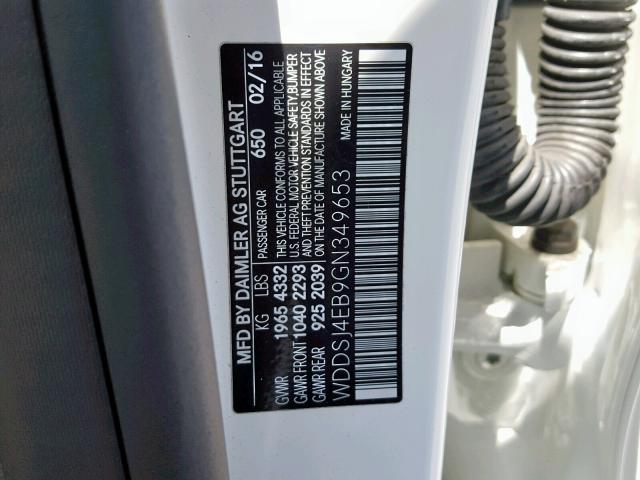 MFD BY DAIMLER AG STUTTGART
KG LBS PASSENGER CAR 650 02/16
GVWR 1965 4332 THIS VEHICLE CONFORMS TO ALL APPLICABLE
GAWR FRONT 1040 2293 U.S. FEDERAL MOTOR VEHICLE SAFETY, BUMPER
AND THEFT PREVENTION STANDARDS IN EFFECT
GAWR REAR 925 2039 ON THE DATE OF MANUFACTURE SHOWN ABOVE
WDDSJ4EB9GN349653 MADE IN HUNGARY